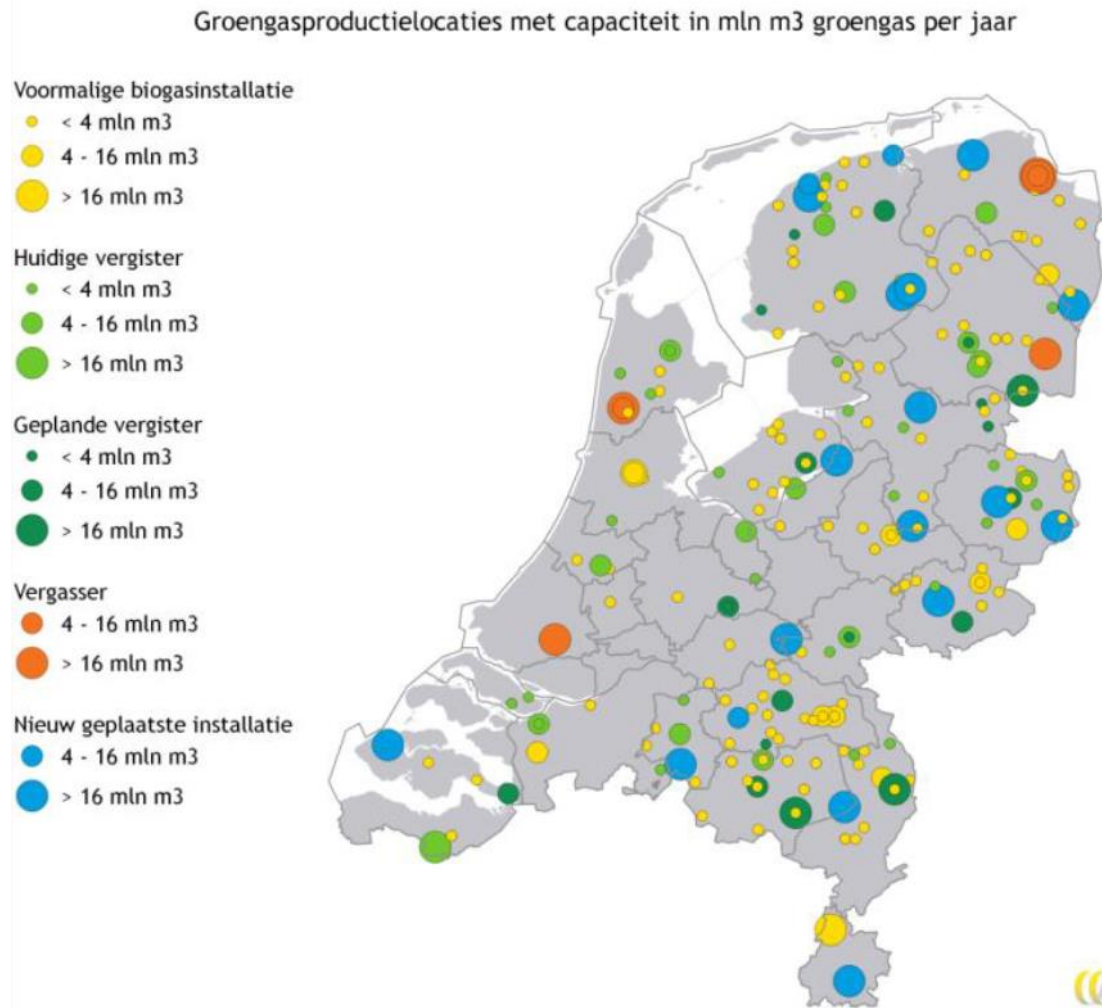 Groengasproductielocaties met capaciteit in mln m3 groengas per jaar
Voormalige biogasinstallatie
< 4 mln m3
4 - 16 mln m3
> 16 mln m3
Huidige vergister
< 4 mln m3
4 - 16 mln m3
> 16 mln m3
Geplande vergister
< 4 mln m3
4 - 16 mln m3
> 16 mln m3
Vergasser
4 - 16 mln m3
> 16 mln m3
Nieuw geplaatste installatie
4 - 16 mln m3
> 16 mln m3